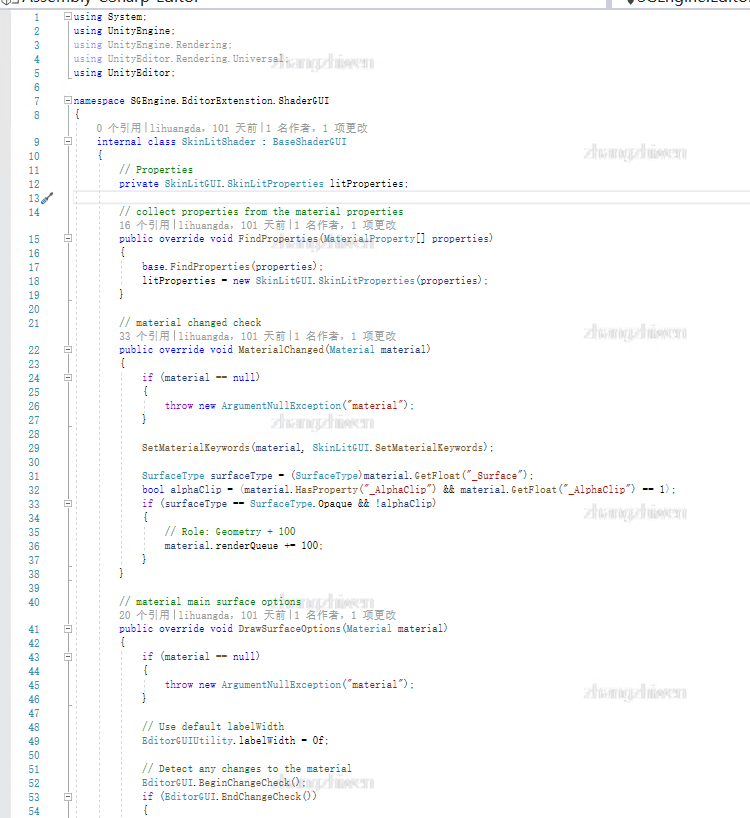 Assembly-CSharp-Editor SGEngine.Editor
1 using System;
2 using UnityEngine;
3 using UnityEngine.Rendering;
4 using UnityEditor.Rendering.Universal;
5 using UnityEditor;
6
7 namespace SGEngine.EditorExtenstion.ShaderGUI
8 {
0 个引用|lihuangda，101 天前|1 名作者，1 项更改
9 internal class SkinLitShader : BaseShaderGUI
10 {
11 // Properties
12 private SkinLitGUI.SkinLitProperties litProperties;
13
14 // collect properties from the material properties
16 个引用|lihuangda，101 天前|1 名作者，1 项更改
15 public override void FindProperties(MaterialProperty[] properties)
16 {
17 base.FindProperties(properties);
18 litProperties = new SkinLitGUI.SkinLitProperties(properties);
19 }
20
21 // material changed check
33 个引用|lihuangda，101 天前|1 名作者，1 项更改
22 public override void MaterialChanged(Material material)
23 {
24 if (material == null)
25 {
26 throw new ArgumentNullException("material");
27 }
28
29 SetMaterialKeywords(material, SkinLitGUI.SetMaterialKeywords);
30
31 SurfaceType surfaceType = (SurfaceType)material.GetFloat("_Surface");
32 bool alphaClip = (material.HasProperty("_AlphaClip") && material.GetFloat("_AlphaClip") == 1);
33 if (surfaceType == SurfaceType.Opaque && !alphaClip)
34 {
35 // Role: Geometry + 100
36 material.renderQueue += 100;
37 }
38 }
39
40 // material main surface options
20 个引用|lihuangda，101 天前|1 名作者，1 项更改
41 public override void DrawSurfaceOptions(Material material)
42 {
43 if (material == null)
44 {
45 throw new ArgumentNullException("material");
46 }
47
48 // Use default labelWidth
49 EditorGUIUtility.labelWidth = 0f;
50
51 // Detect any changes to the material
52 EditorGUI.BeginChangeCheck();
53 if (EditorGUI.EndChangeCheck())
54 {
zhangzhiwen
zhangzhiwen
zhangzhiwen
zhangzhiwen
zhangzhiwen
zhangzhiwen
zhangzhiwen
zhangzhiwen
zhangzhiwen